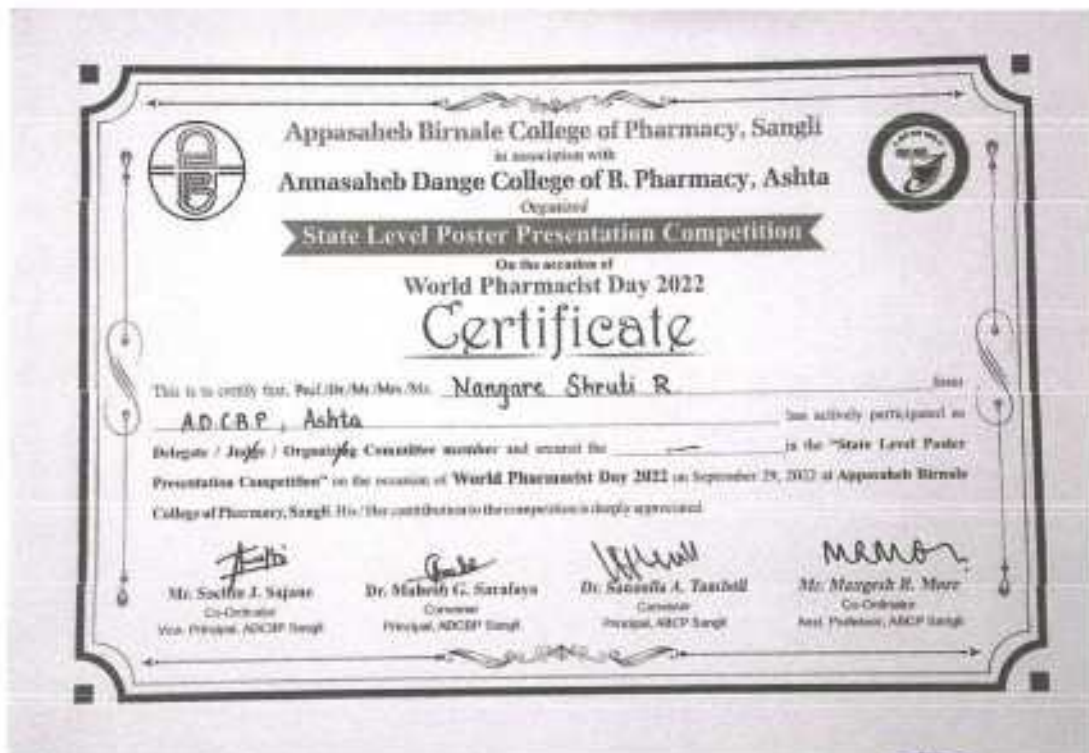 Appasaheb Birnale College of Pharmacy, Sangli
in association with
Annasaheb Dange College of B. Pharmacy, Ashta
Organized
State Level Poster Presentation Competition
On the occasion of
World Pharmacist Day 2022
Certificate
This is to certify that, Prof./Dr./Mr./Mrs./Ms. Nangare Shruti R. from
A.D.C.B.P, Ashta has actively participated as
Delegate / Judge / Organizing Committee member and secured the — in the "State Level Poster
Presentation Competition" on the occasion of World Pharmacist Day 2022 on September 29, 2022 at Appasaheb Birnale
College of Pharmacy, Sangli. His / Her contribution to the competition is deeply appreciated.
Mr. Sachin J. Sajane Dr. Mahesh G. Saralaya Dr. Sanaulla A. Tamboli Mr. Mangesh R. More
Co-Ordinator Convener Convener Co-Ordinator
Vice- Principal, ADCBP Sangli Principal, ADCBP Sangli Principal, ABCP Sangli Asst. Professor, ABCP Sangli